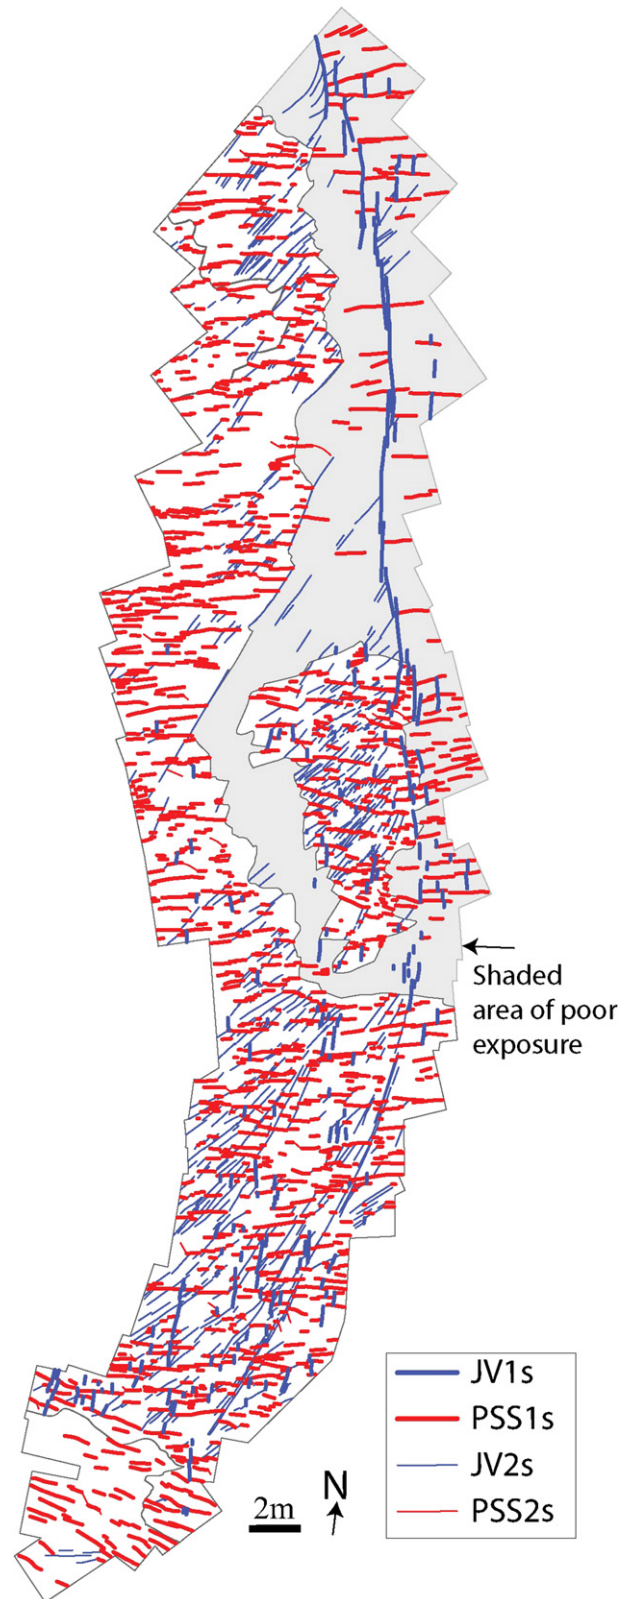 Shaded
area of poor
exposure
JV1s
PSS1s
JV2s
PSS2s
2m
N